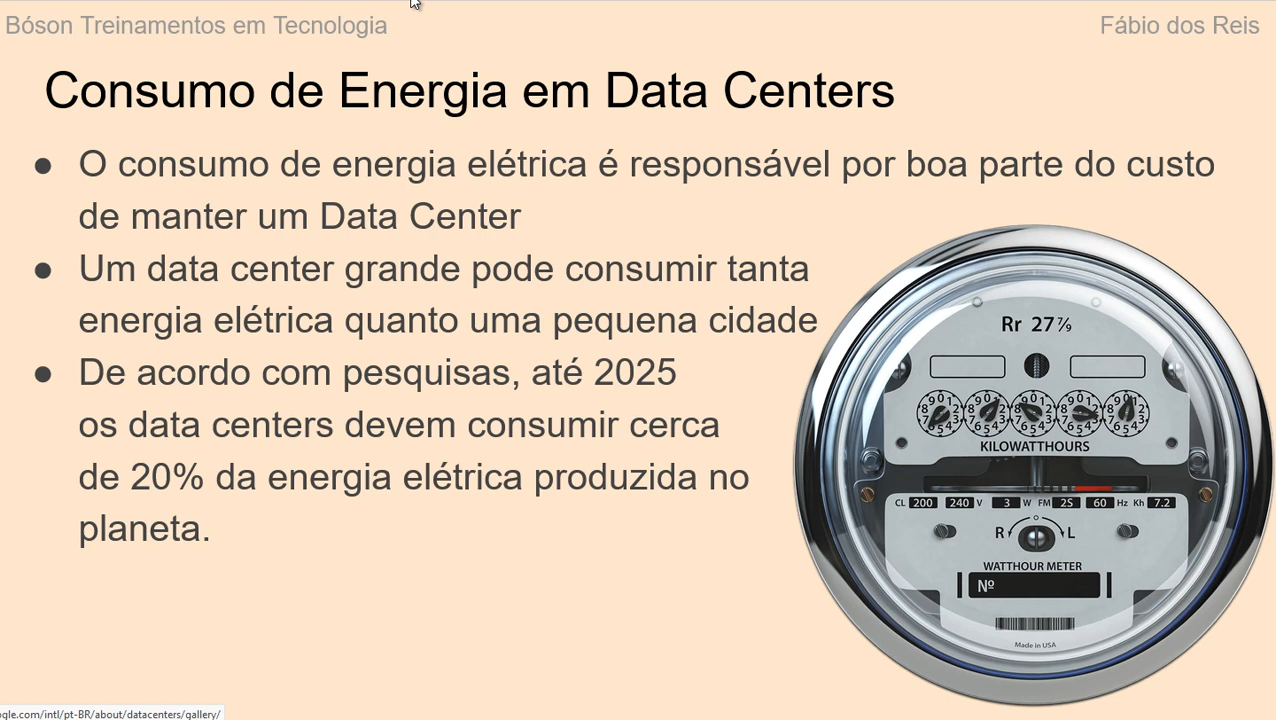 Bóson Treinamentos em Tecnologia
Fábio dos Reis
Consumo de Energia em Data Centers
● O consumo de energia elétrica é responsável por boa parte do custo
de manter um Data Center
● Um data center grande pode consumir tanta
energia elétrica quanto uma pequena cidade
● De acordo com pesquisas, até 2025
os data centers devem consumir cerca
de 20% da energia elétrica produzida no
planeta.
Rr 27 7/9
KILOWATTHOURS
CL 200 240 V 3 W FM 2S 60 Hz Kh 7.2
R L
WATTHOUR METER
Nº
Made in USA
ogle.com/intl/pt-BR/about/datacenters/gallery/